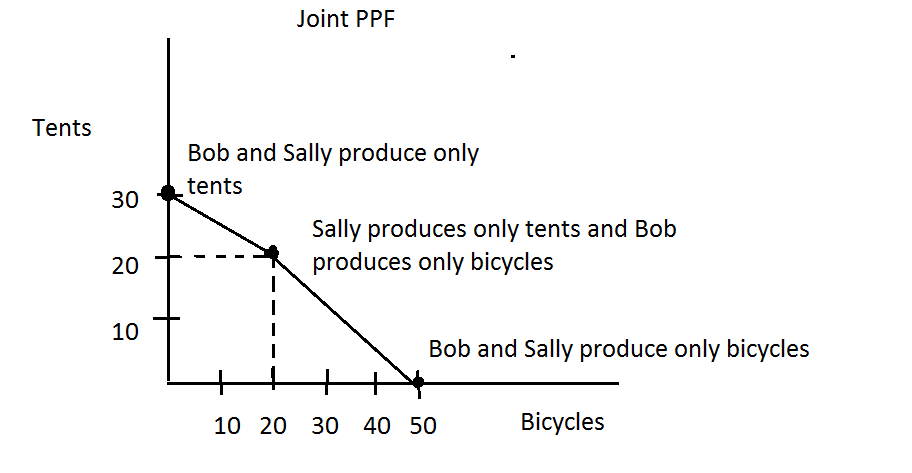 Joint PPF
Tents
Bob and Sally produce only
tents
30
Sally produces only tents and Bob
produces only bicycles
20
10
Bob and Sally produce only bicycles
10 20 30 40 50 Bicycles